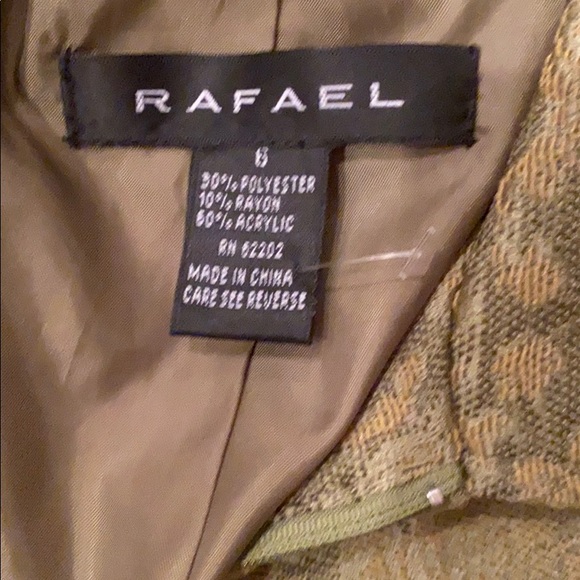 RAFAEL
8
30% POLYESTER
10% RAYON
60% ACRYLIC
RN 62202
MADE IN CHINA
CARE SEE REVERSE